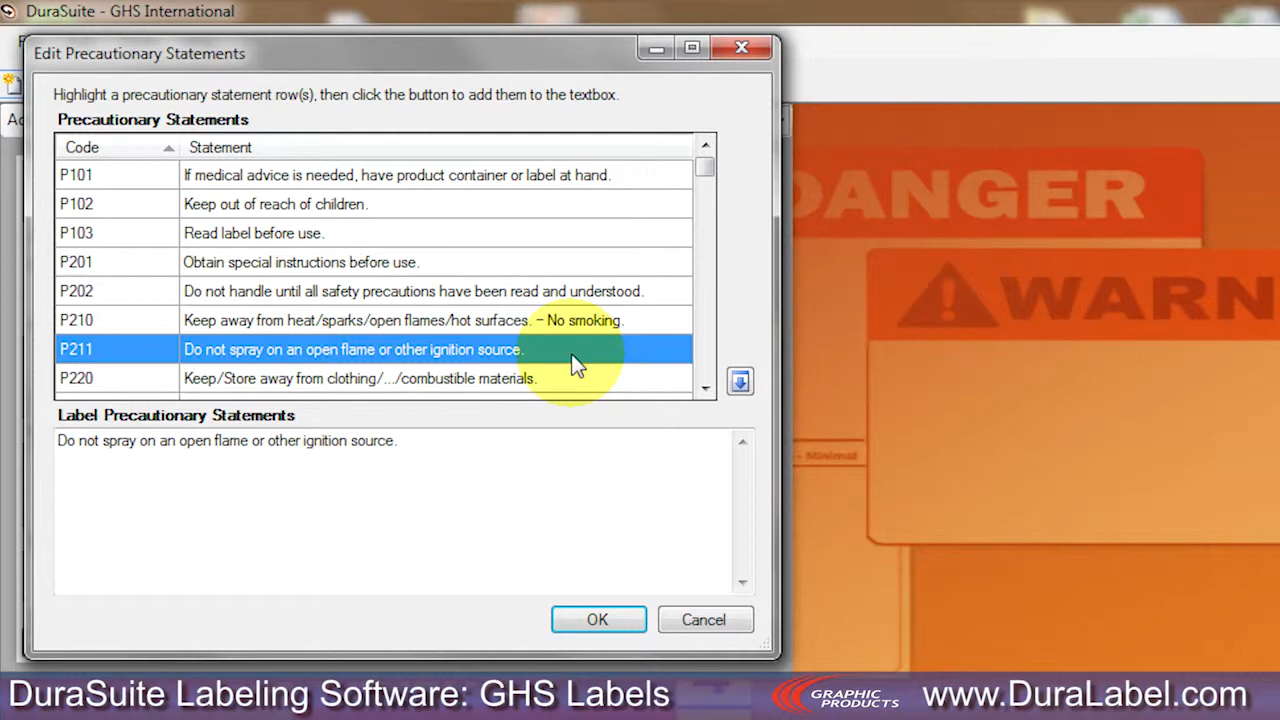 DuraSuite - GHS International
Edit Precautionary Statements
Highlight a precautionary statement row(s), then click the button to add them to the textbox.
Precautionary Statements
Code Statement
P101 If medical advice is needed, have product container or label at hand.
P102 Keep out of reach of children.
P103 Read label before use.
P201 Obtain special instructions before use.
P202 Do not handle until all safety precautions have been read and understood.
P210 Keep away from heat/sparks/open flames/hot surfaces. – No smoking.
P211 Do not spray on an open flame or other ignition source.
P220 Keep/Store away from clothing/.../combustible materials.
Label Precautionary Statements
Do not spray on an open flame or other ignition source.
OK Cancel
DANGER
WARN
- Minimat
DuraSuite Labeling Software: GHS Labels
GRAPHIC PRODUCTS
www.DuraLabel.com